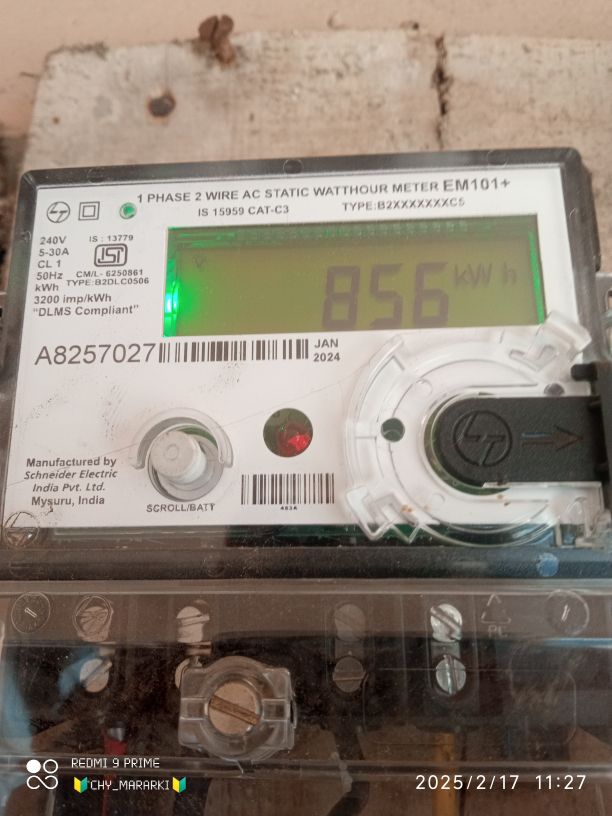 1 PHASE 2 WIRE AC STATIC WATTHOUR METER EM101+
IS 15959 CAT-C3 TYPE:B2XXXXXXXC5
240V
5-30A
CL 1
50Hz
kWh
3200 imp/kWh
"DLMS Compliant"
IS : 13779
ISI
CM/L- 6250861
TYPE:B2DLC0506
856 kWh
A8257027
JAN
2024
Manufactured by
Schneider Electric
India Pvt. Ltd.
Mysuru, India
SCROLL/BATT
LT
REDMI 9 PRIME
CHY_MARARKI
2025/2/17 11:27